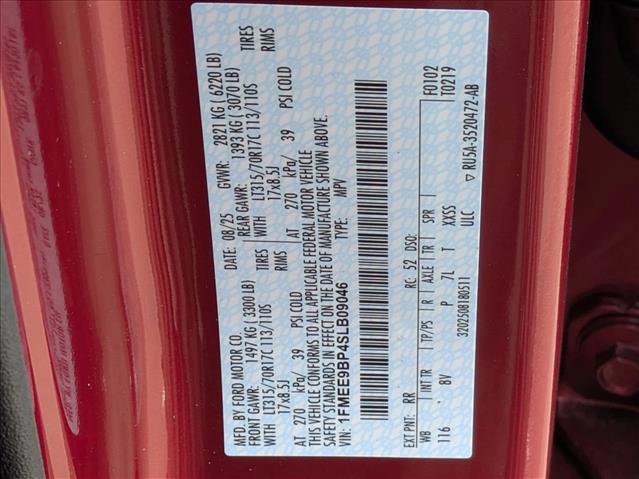 MFD. BY FORD MOTOR CO.
DATE: 08/25 GVWR: 2821 KG ( 6220 LB)
FRONT GAWR: 1497 KG ( 3300 LB) REAR GAWR: 1393 KG ( 3070 LB)
LT315/70R17C 113/110S TIRES WITH LT315/70R17C 113/110S TIRES
17x8.5J RIMS 17x8.5J RIMS
AT 270 kPa/ 39 PSI COLD AT 270 kPa/ 39 PSI COLD
THIS VEHICLE CONFORMS TO ALL APPLICABLE FEDERAL MOTOR VEHICLE
SAFETY STANDARDS IN EFFECT ON THE DATE OF MANUFACTURE SHOWN ABOVE.
VIN: 1FMEE9BP4SLB09046 TYPE: MPV
F0102
T0219
EXT PNT: RR RC: 52 DSO:
WB INTTR TP/PS R AXLE TR SPR
116 ' 8V P 7L T XXSS
3202508180511 ULC
▽ RU5A-3520472-AB